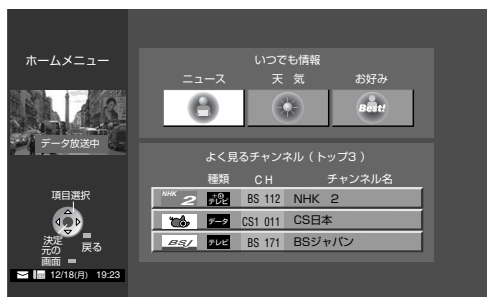 ホームメニュー
データ放送中
項目選択
決定
元の
画面
戻る
12/18(月) 19:23
いつでも情報
ニュース 天 気 お好み
Best!
よく見るチャンネル(トップ3)
種類 CH チャンネル名
NHK 2 テレビ BS 112 NHK 2
データ CS1 011 CS日本
BSJ テレビ BS 171 BSジャパン